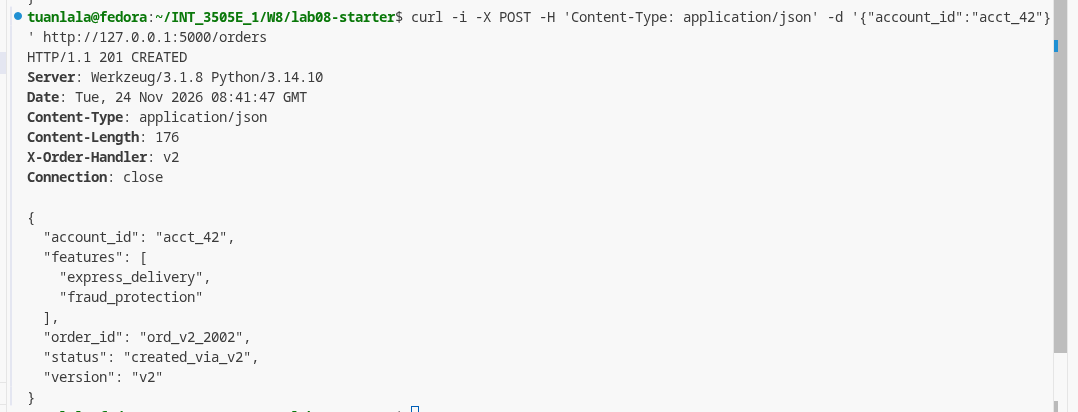 tuanlala@fedora:~/INT_3505E_1/W8/lab08-starter$ curl -i -X POST -H 'Content-Type: application/json' -d '{"account_id":"acct_42"}
' http://127.0.0.1:5000/orders
HTTP/1.1 201 CREATED
Server: Werkzeug/3.1.8 Python/3.14.10
Date: Tue, 24 Nov 2026 08:41:47 GMT
Content-Type: application/json
Content-Length: 176
X-Order-Handler: v2
Connection: close

{
  "account_id": "acct_42",
  "features": [
    "express_delivery",
    "fraud_protection"
  ],
  "order_id": "ord_v2_2002",
  "status": "created_via_v2",
  "version": "v2"
}